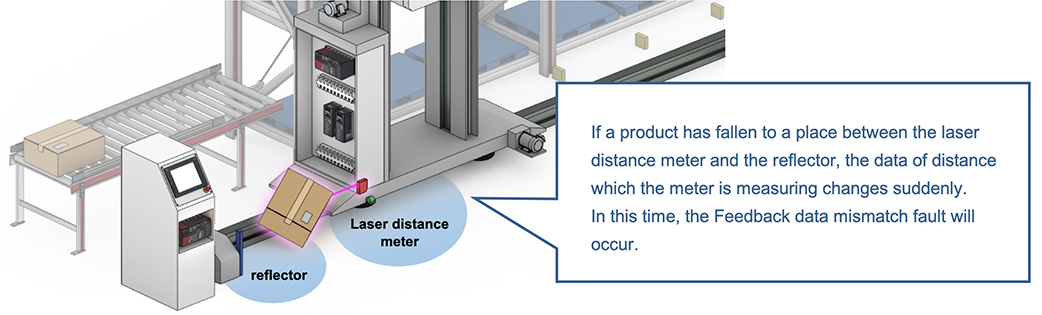 If a product has fallen to a place between the laser
distance meter and the reflector, the data of distance
which the meter is measuring changes suddenly.
In this time, the Feedback data mismatch fault will
occur.
Laser distance
meter
reflector